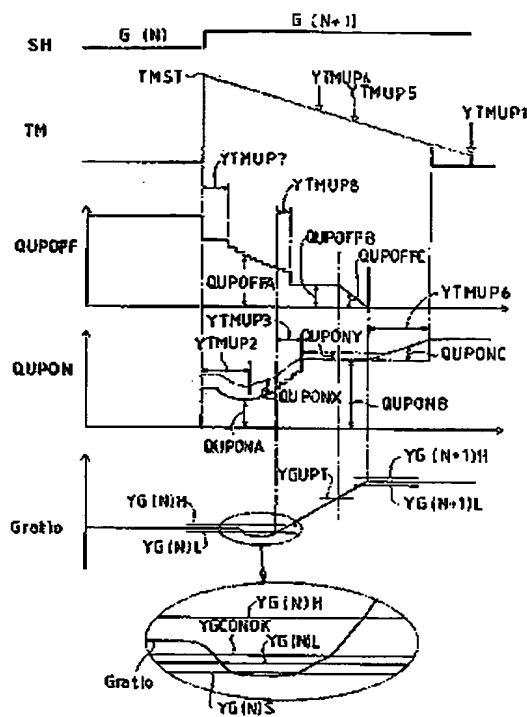 G (N)
G (N+1)
SH
TMST
YTMUP4
TMUP5
YTMUP1
TM
YTMUP7
YTMUP8
QUPOFF
QUPOFFA
QUPOFFB
QUPOFFC
YTMUP6
YTMUP3
YTMUP2
QUPONY
QUPON
QUPONC
QUPONX
QUPONA
QUPONB
YGUPT
YG(N+1)H
YG(N)H
YG(N+1)L
YG(N)L
Gratio
YG(N)H
YGCONOK
YG(N)L
Gratio
YG(N)S